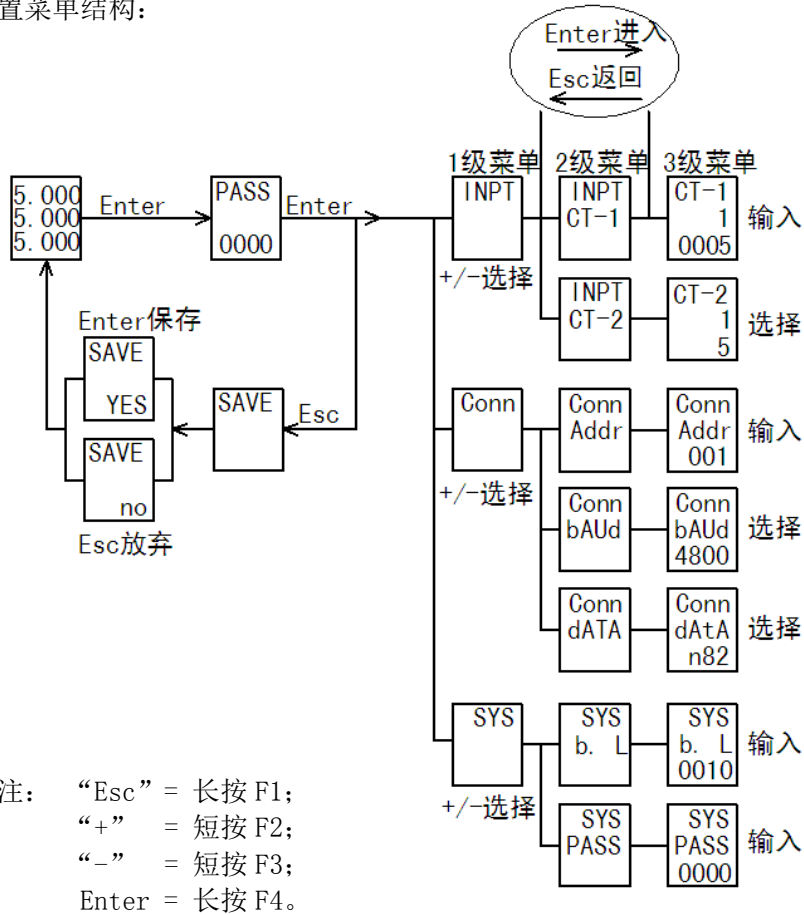 置菜单结构：
Enter进入
Esc返回
1级菜单 2级菜单 3级菜单
5.000
5.000
5.000
Enter
PASS
0000
Enter
INPT
+/-选择
INPT
CT-1
CT-1
1
0005
输入
INPT
CT-2
CT-2
1
5
选择
Enter保存
SAVE
YES
SAVE
no
Esc放弃
SAVE
Esc
Conn
+/-选择
Conn
Addr
Conn
Addr
001
输入
Conn
bAUd
Conn
bAUd
4800
选择
Conn
dATA
Conn
dAtA
n82
选择
SYS
+/-选择
SYS
b. L
SYS
b. L
0010
输入
SYS
PASS
SYS
PASS
0000
输入
注： “Esc”= 长按 F1；
“+” = 短按 F2；
“-” = 短按 F3；
Enter = 长按 F4。